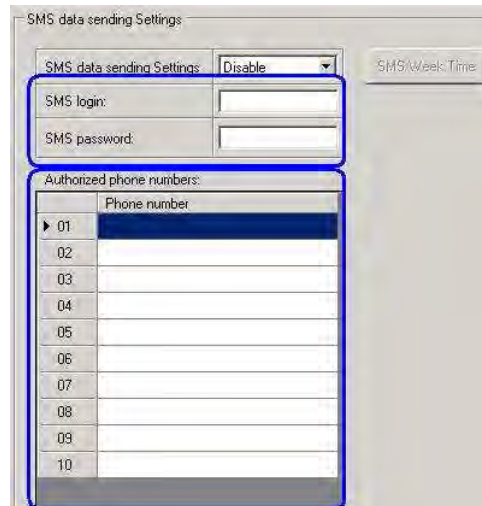 SMS data sending Settings
SMS data sending Settings Disable SMS Week Time
SMS login:
SMS password:
Authorized phone numbers:
Phone number
01
02
03
04
05
06
07
08
09
10